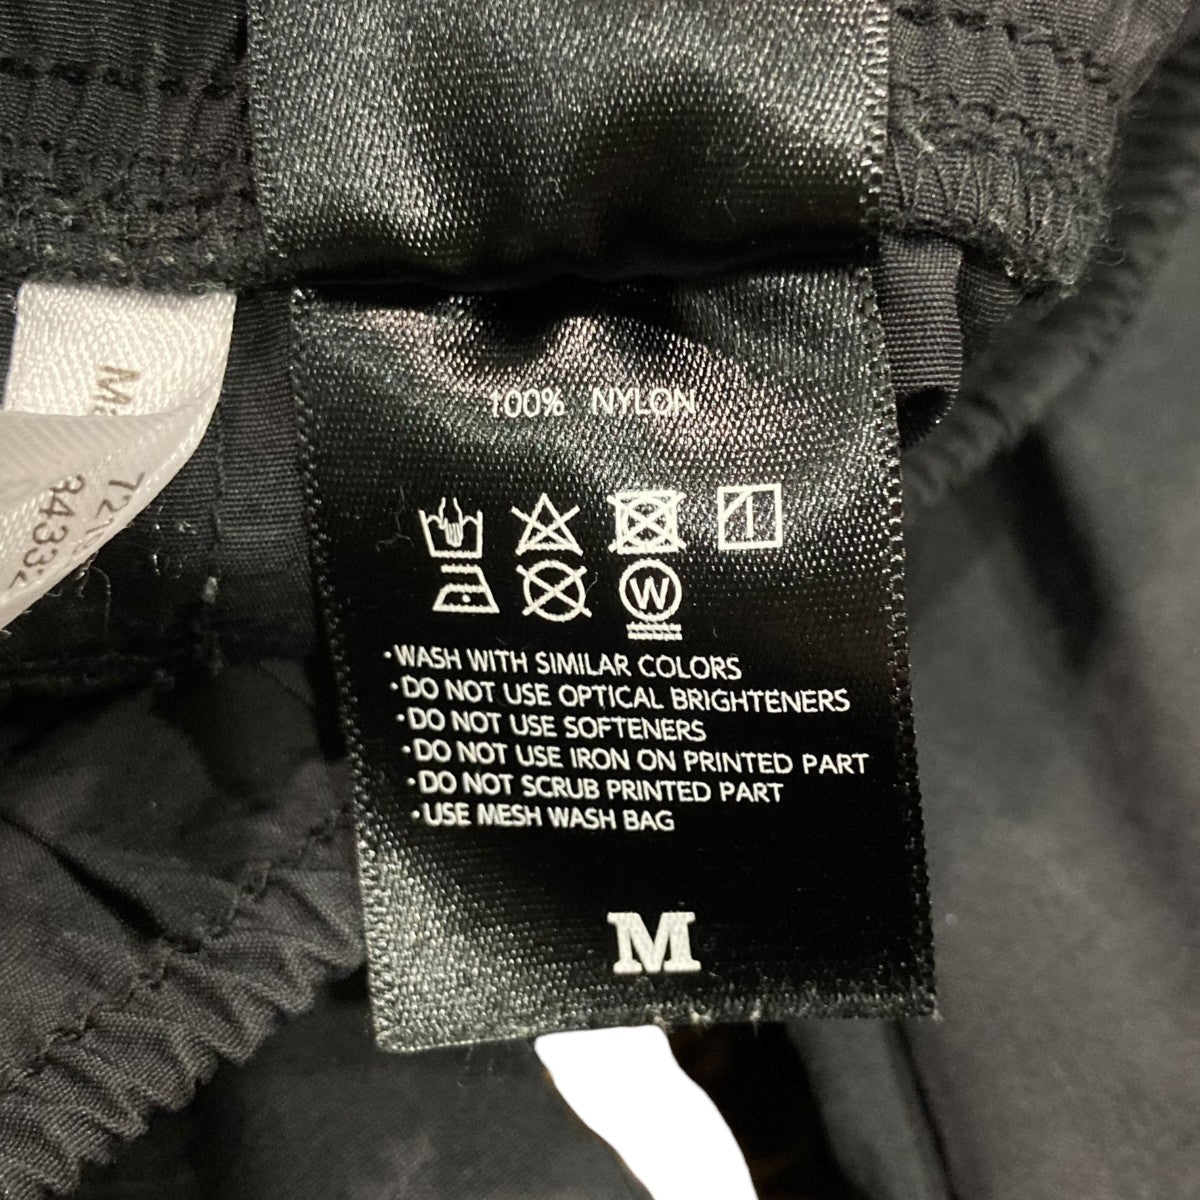 100% NYLON
W
·WASH WITH SIMILAR COLORS
·DO NOT USE OPTICAL BRIGHTENERS
·DO NOT USE SOFTENERS
·DO NOT USE IRON ON PRINTED PART
·DO NOT SCRUB PRINTED PART
·USE MESH WASH BAG
M